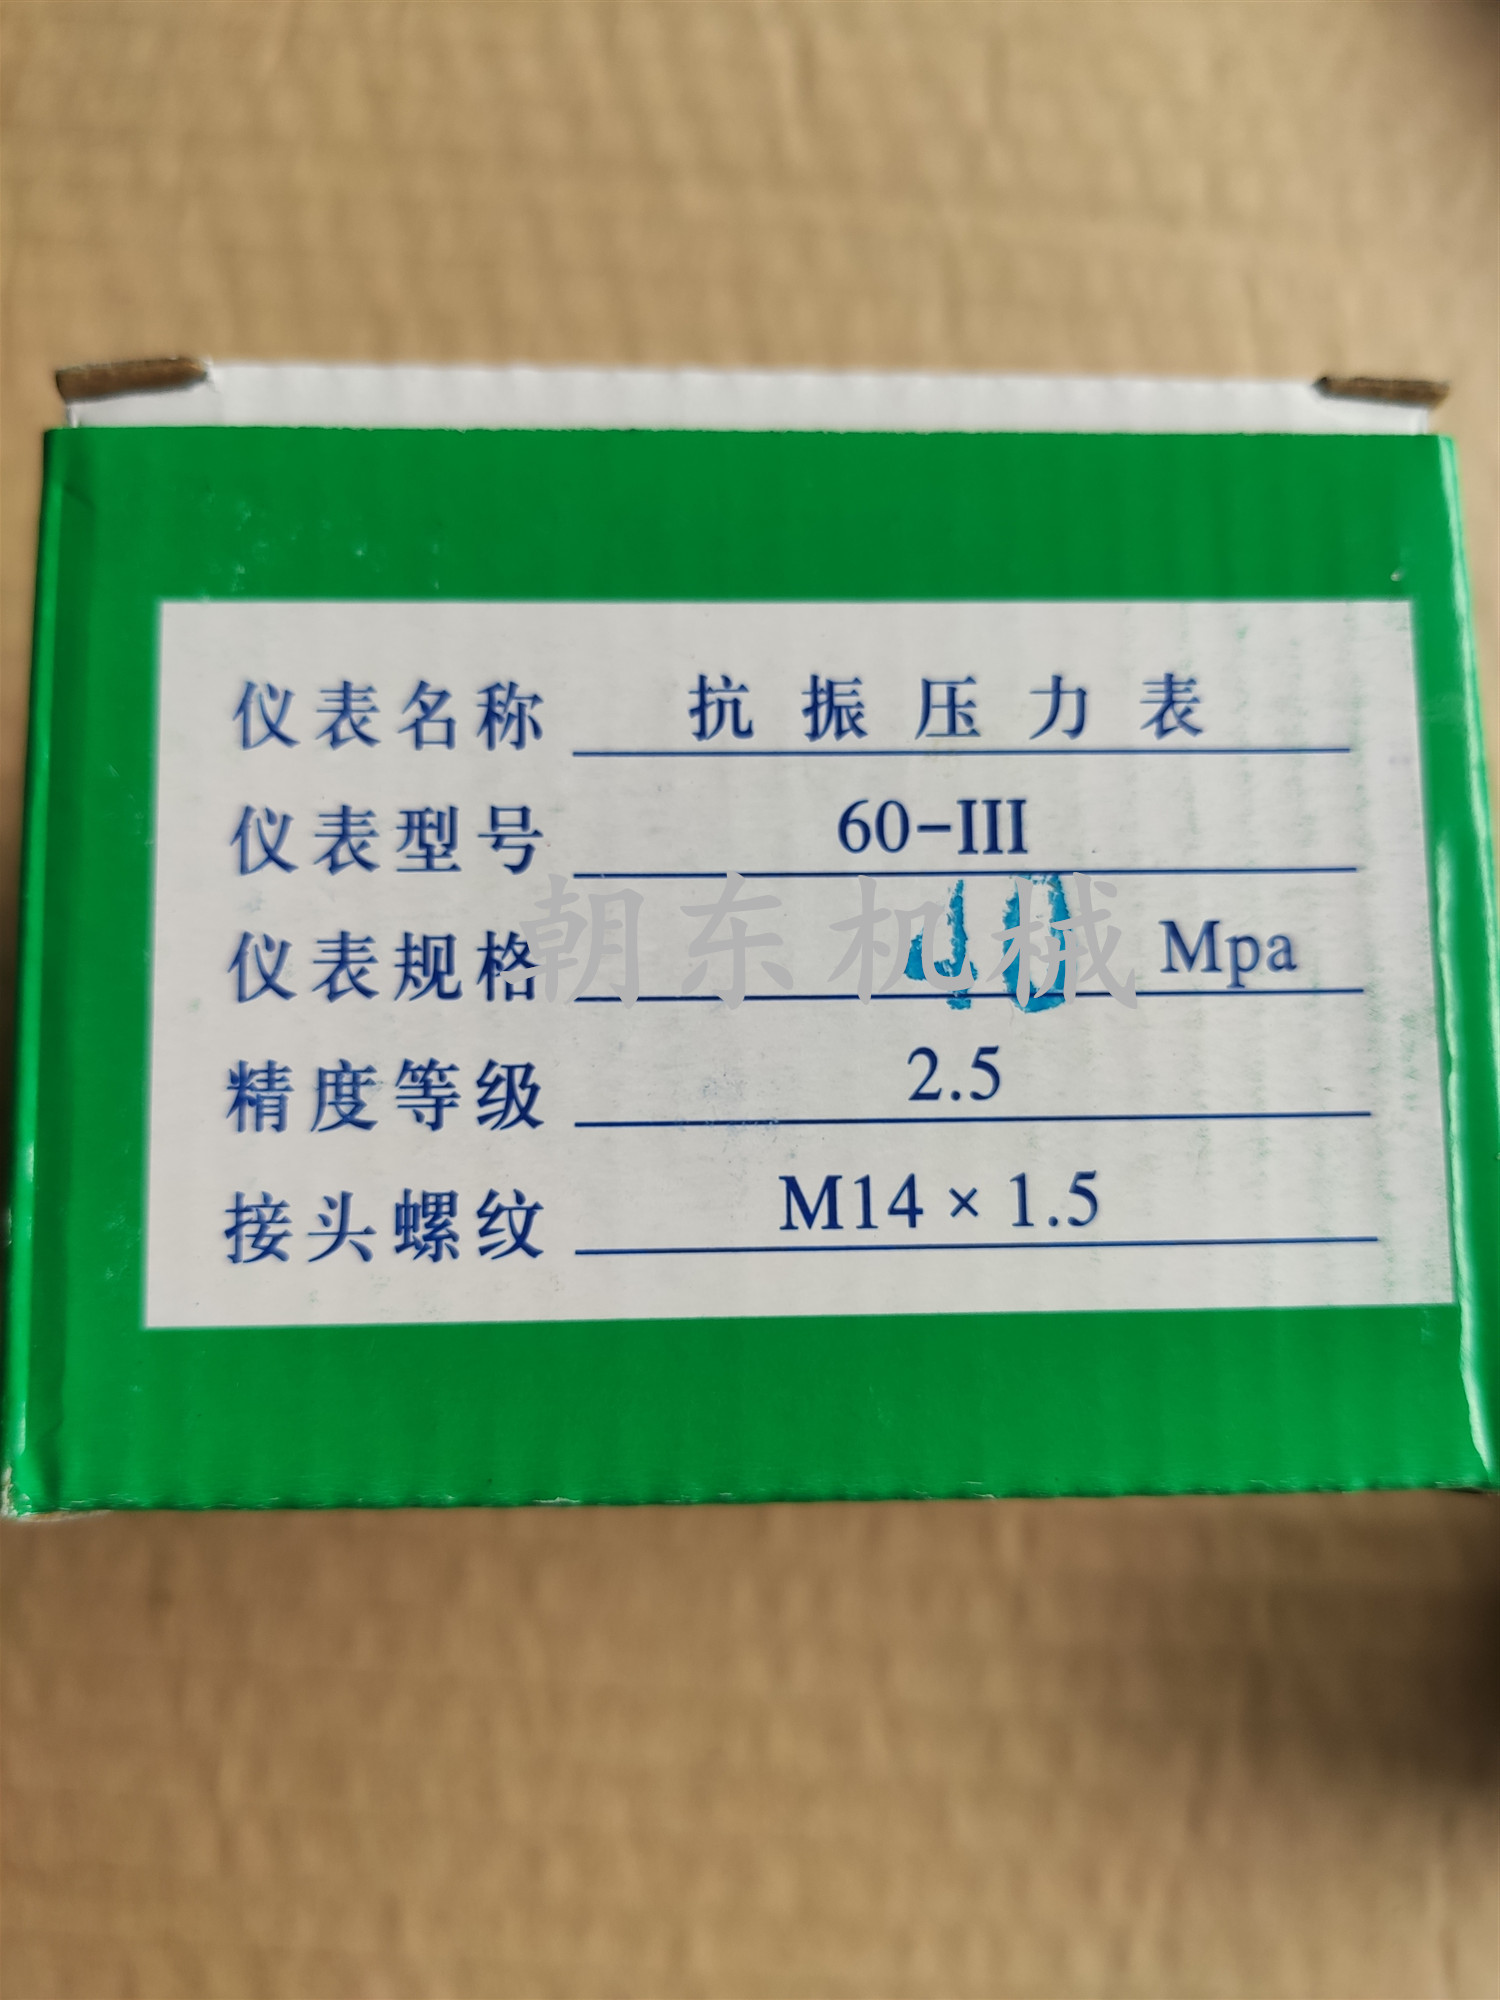 仪表名称 抗振压力表
仪表型号 60-III
仪表规格 40 Mpa
朝东机械
精度等级 2.5
接头螺纹 M14×1.5